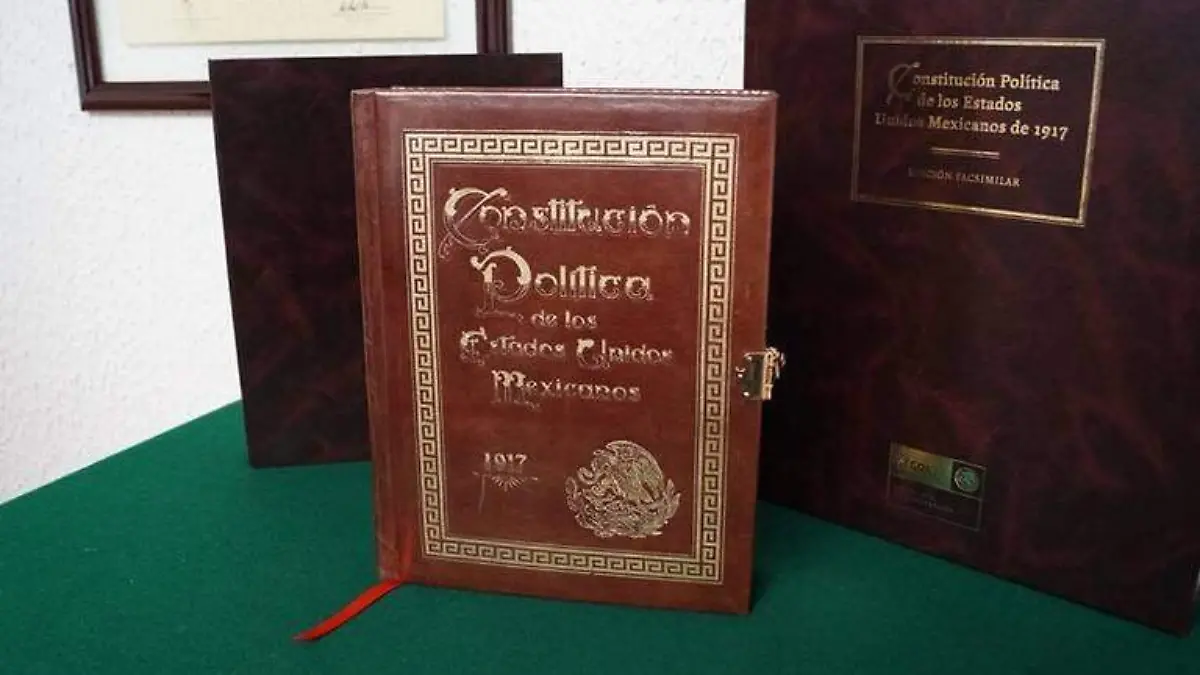 Constitución
Política
de los
Estados Unidos
Mexicanos
1917
Constitución Política
de los Estados
Unidos Mexicanos de 1917
EDICIÓN FACSIMILAR